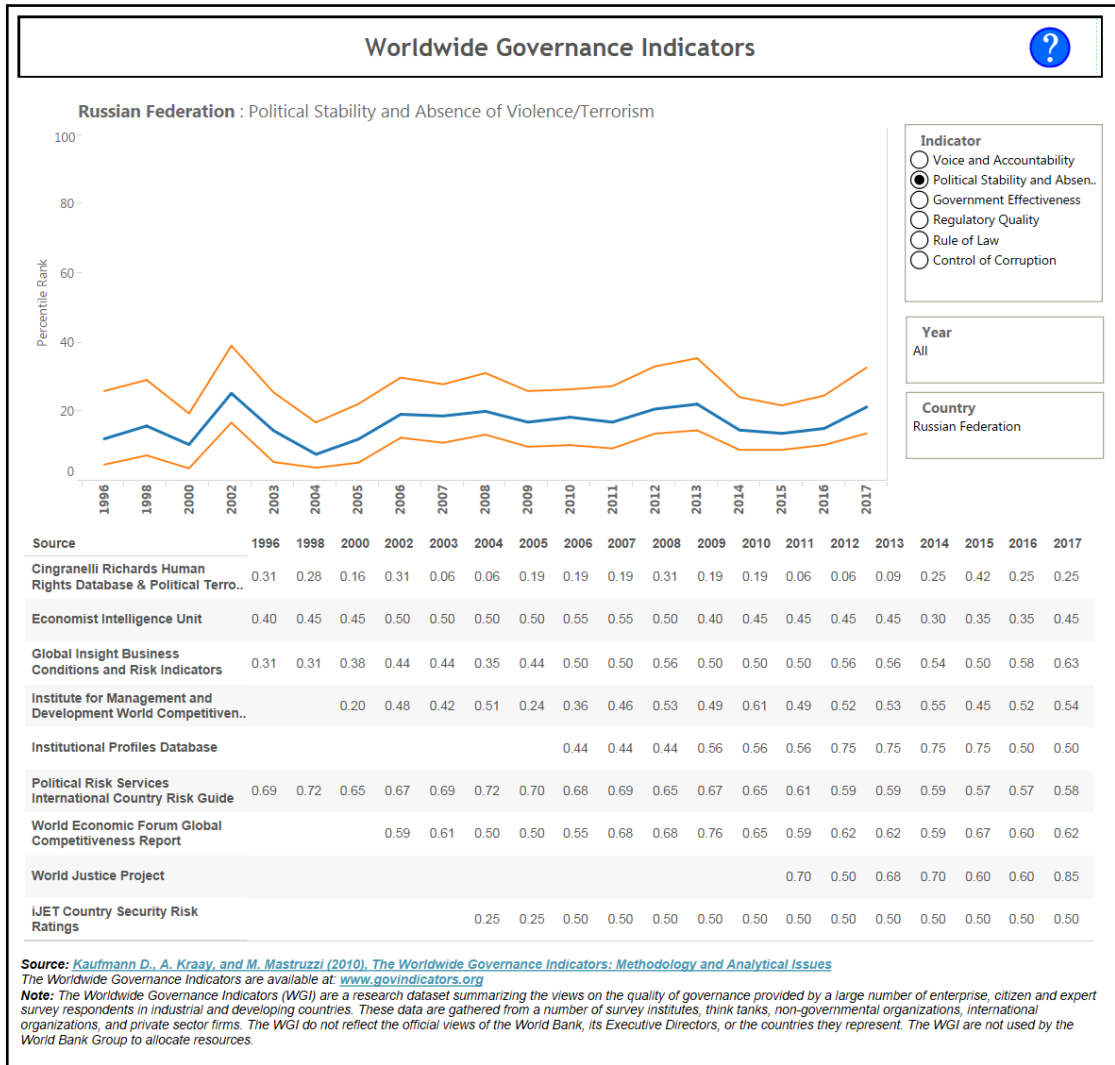 Worldwide Governance Indicators
?
Russian Federation : Political Stability and Absence of Violence/Terrorism
100
80
60
40
20
0
Percentile Rank
1996 1998 2000 2002 2003 2004 2005 2006 2007 2008 2009 2010 2011 2012 2013 2014 2015 2016 2017
Indicator
Voice and Accountability
Political Stability and Absen..
Government Effectiveness
Regulatory Quality
Rule of Law
Control of Corruption
Year
All
Country
Russian Federation
Source 1996 1998 2000 2002 2003 2004 2005 2006 2007 2008 2009 2010 2011 2012 2013 2014 2015 2016 2017
Cingranelli Richards Human
Rights Database & Political Terro.. 0.31 0.28 0.16 0.31 0.06 0.06 0.19 0.19 0.19 0.31 0.19 0.19 0.06 0.06 0.09 0.25 0.42 0.25 0.25
Economist Intelligence Unit 0.40 0.45 0.45 0.50 0.50 0.50 0.50 0.55 0.55 0.50 0.40 0.45 0.45 0.45 0.45 0.30 0.35 0.35 0.45
Global Insight Business
Conditions and Risk Indicators 0.31 0.31 0.38 0.44 0.44 0.35 0.44 0.50 0.50 0.56 0.50 0.50 0.50 0.56 0.56 0.54 0.50 0.58 0.63
Institute for Management and
Development World Competitiven.. 0.20 0.48 0.42 0.51 0.24 0.36 0.46 0.53 0.49 0.61 0.49 0.52 0.53 0.55 0.45 0.52 0.54
Institutional Profiles Database 0.44 0.44 0.44 0.56 0.56 0.56 0.75 0.75 0.75 0.75 0.50 0.50
Political Risk Services
International Country Risk Guide 0.69 0.72 0.65 0.67 0.69 0.72 0.70 0.68 0.69 0.65 0.67 0.65 0.61 0.59 0.59 0.59 0.57 0.57 0.58
World Economic Forum Global
Competitiveness Report 0.59 0.61 0.50 0.50 0.55 0.68 0.68 0.76 0.65 0.59 0.62 0.62 0.59 0.67 0.60 0.62
World Justice Project 0.70 0.50 0.68 0.70 0.60 0.60 0.85
iJET Country Security Risk
Ratings 0.25 0.25 0.50 0.50 0.50 0.50 0.50 0.50 0.50 0.50 0.50 0.50 0.50 0.50
Source: Kaufmann D., A. Kraay, and M. Mastruzzi (2010), The Worldwide Governance Indicators: Methodology and Analytical Issues
The Worldwide Governance Indicators are available at: www.govindicators.org
Note: The Worldwide Governance Indicators (WGI) are a research dataset summarizing the views on the quality of governance provided by a large number of enterprise, citizen and expert
survey respondents in industrial and developing countries. These data are gathered from a number of survey institutes, think tanks, non-governmental organizations, international
organizations, and private sector firms. The WGI do not reflect the official views of the World Bank, its Executive Directors, or the countries they represent. The WGI are not used by the
World Bank Group to allocate resources.